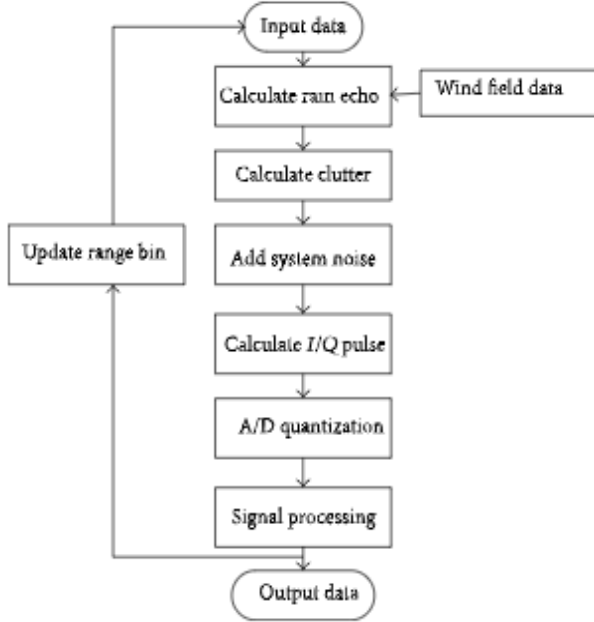 Input data
Calculate rain echo
Wind field data
Calculate clutter
Update range bin
Add system noise
Calculate I/Q pulse
A/D quantization
Signal processing
Output data